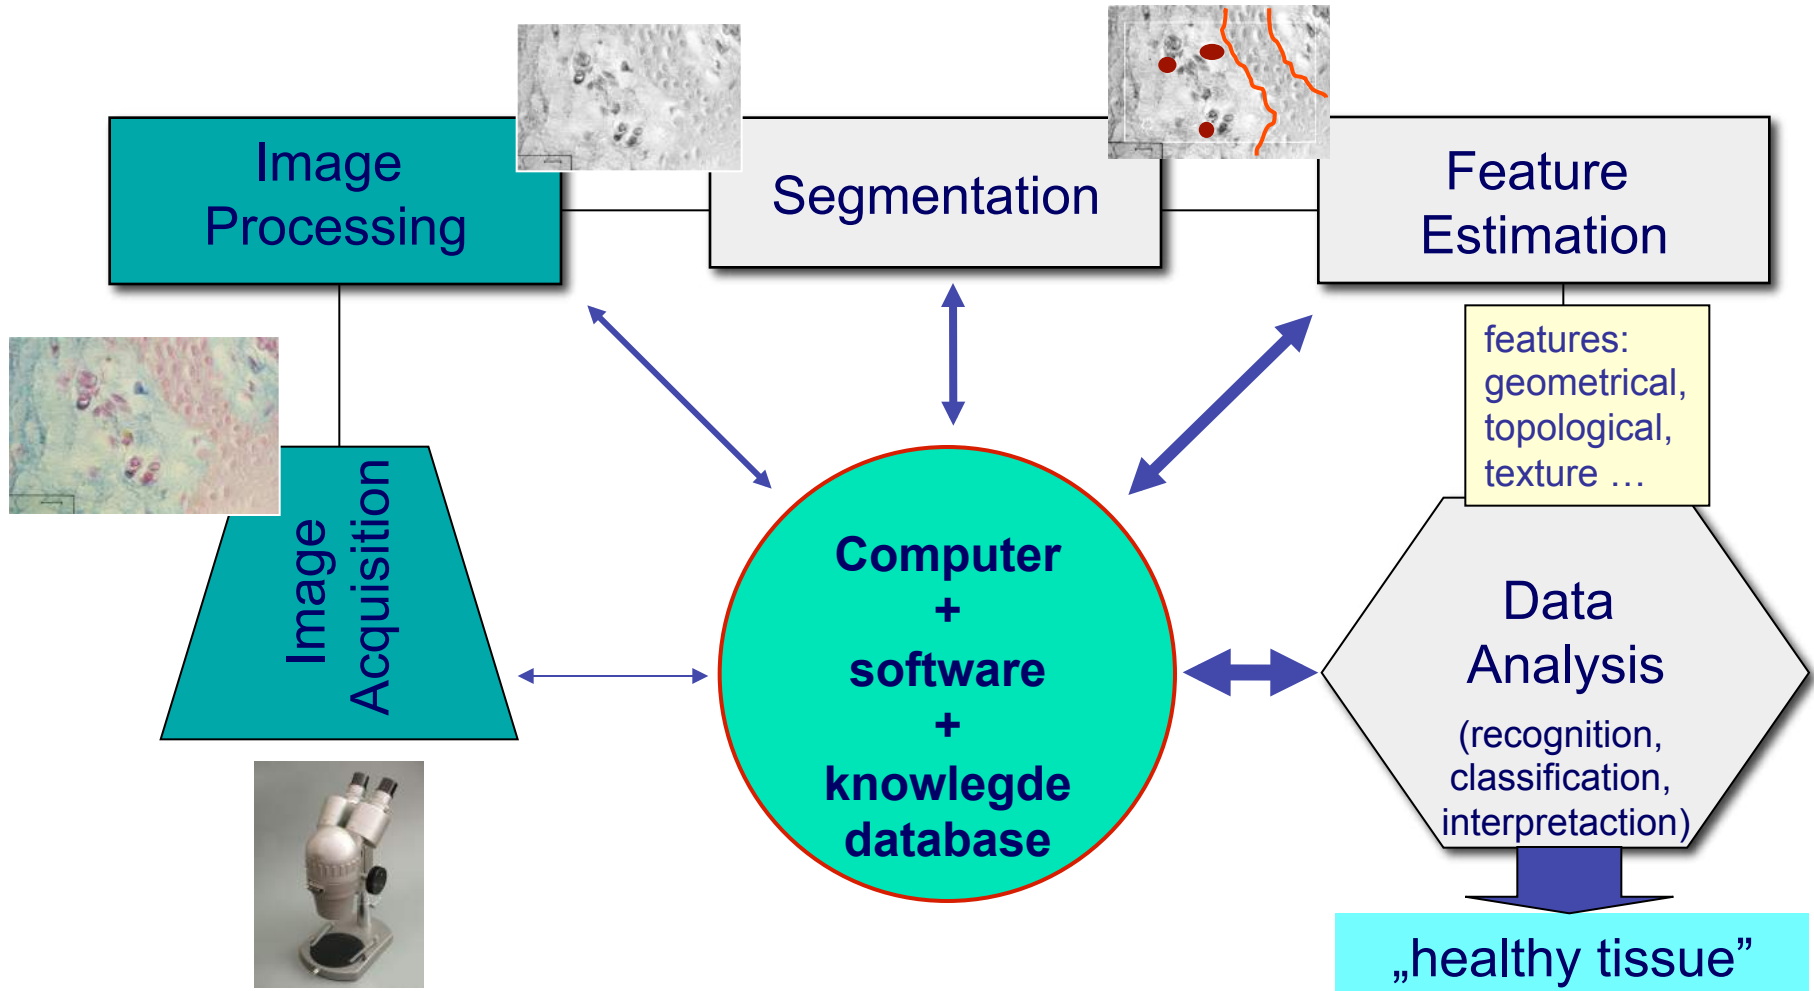 Image
Processing
Segmentation
Feature
Estimation
features:
geometrical,
topological,
texture …
Image
Acquisition
Computer
+
software
+
knowlegde
database
Data
Analysis
(recognition,
classification,
interpretaction)
„healthy tissue”